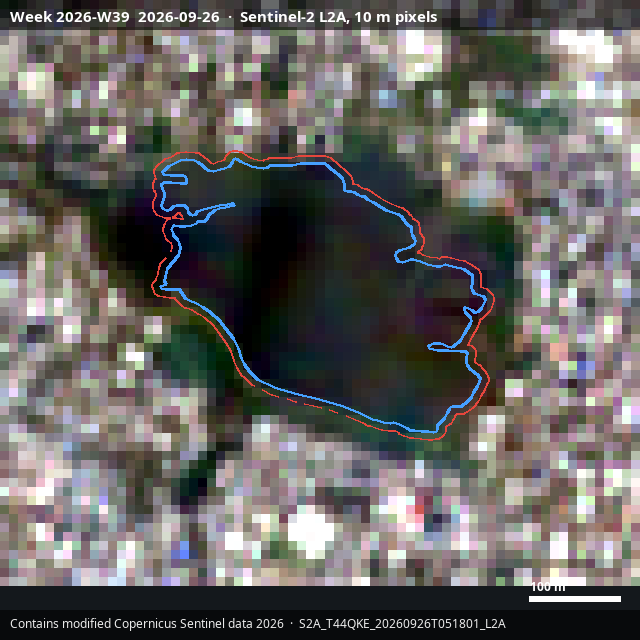 Week 2026-W39  2026-09-26  ·  Sentinel-2 L2A, 10 m pixels
100 m
Contains modified Copernicus Sentinel data 2026  ·  S2A_T44QKE_20260926T051801_L2A